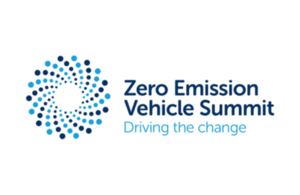 Zero Emission
Vehicle Summit
Driving the change